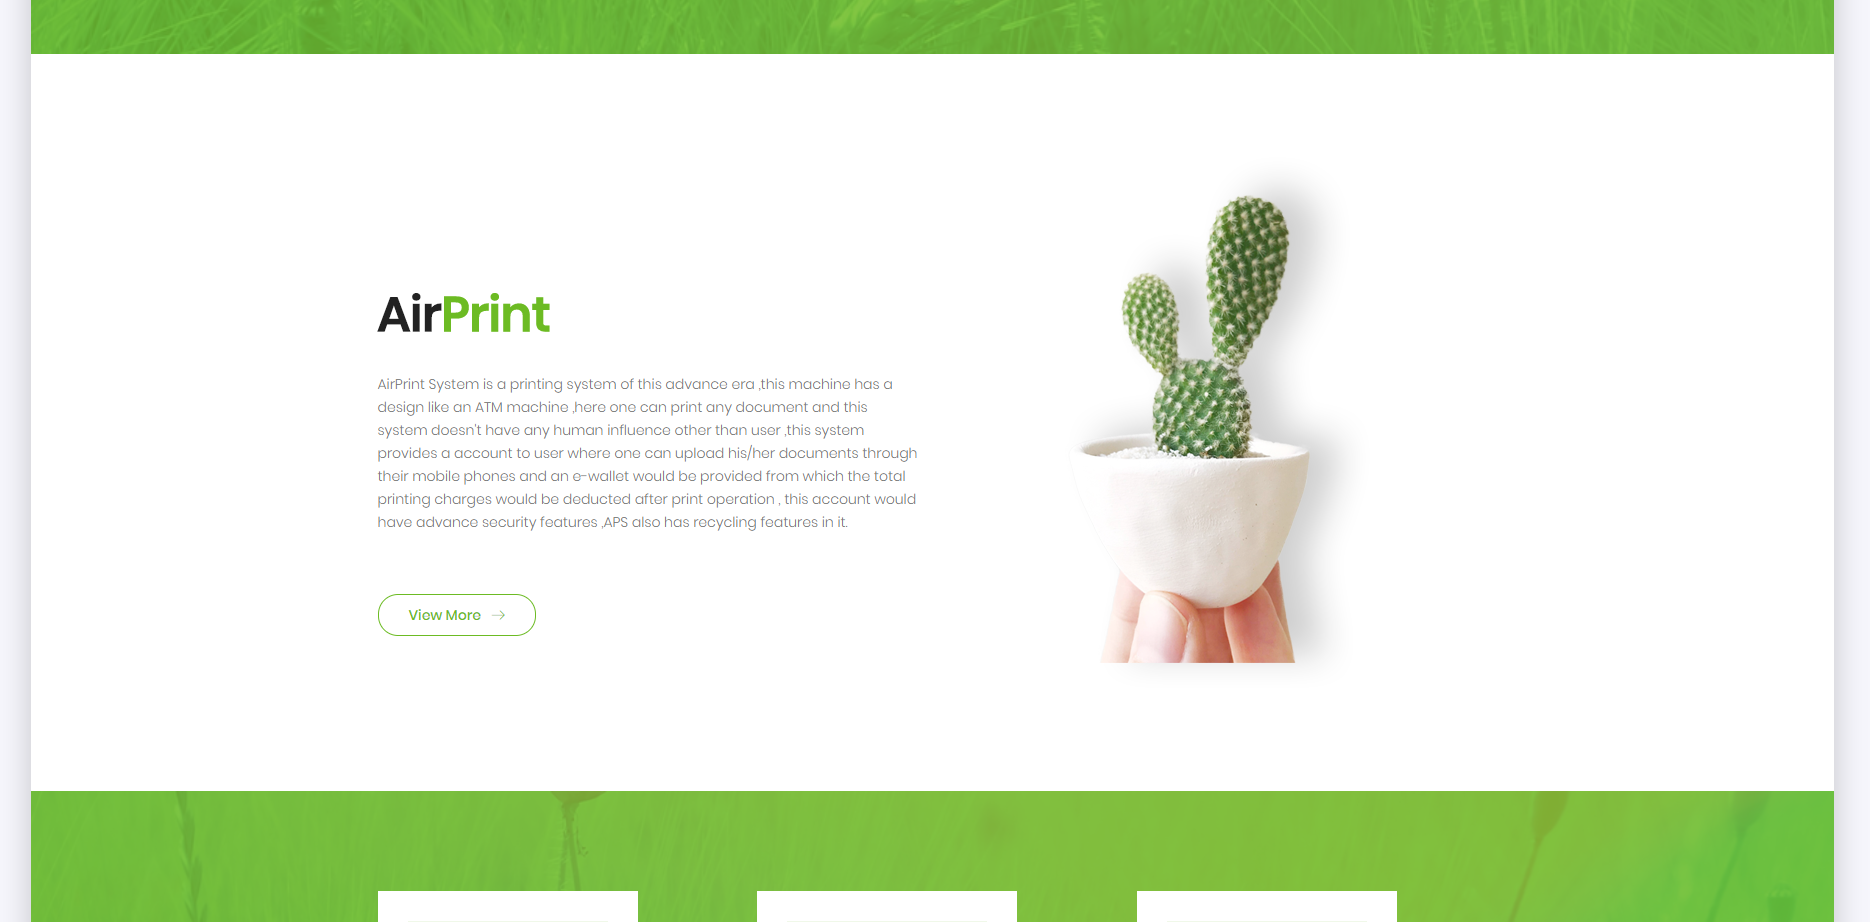 AirPrint
AirPrint System is a printing system of this advance era ,this machine has a
design like an ATM machine ,here one can print any document and this
system doesn't have any human influence other than user ,this system
provides a account to user where one can upload his/her documents through
their mobile phones and an e-wallet would be provided from which the total
printing charges would be deducted after print operation , this account would
have advance security features ,APS also has recycling features in it.
View More